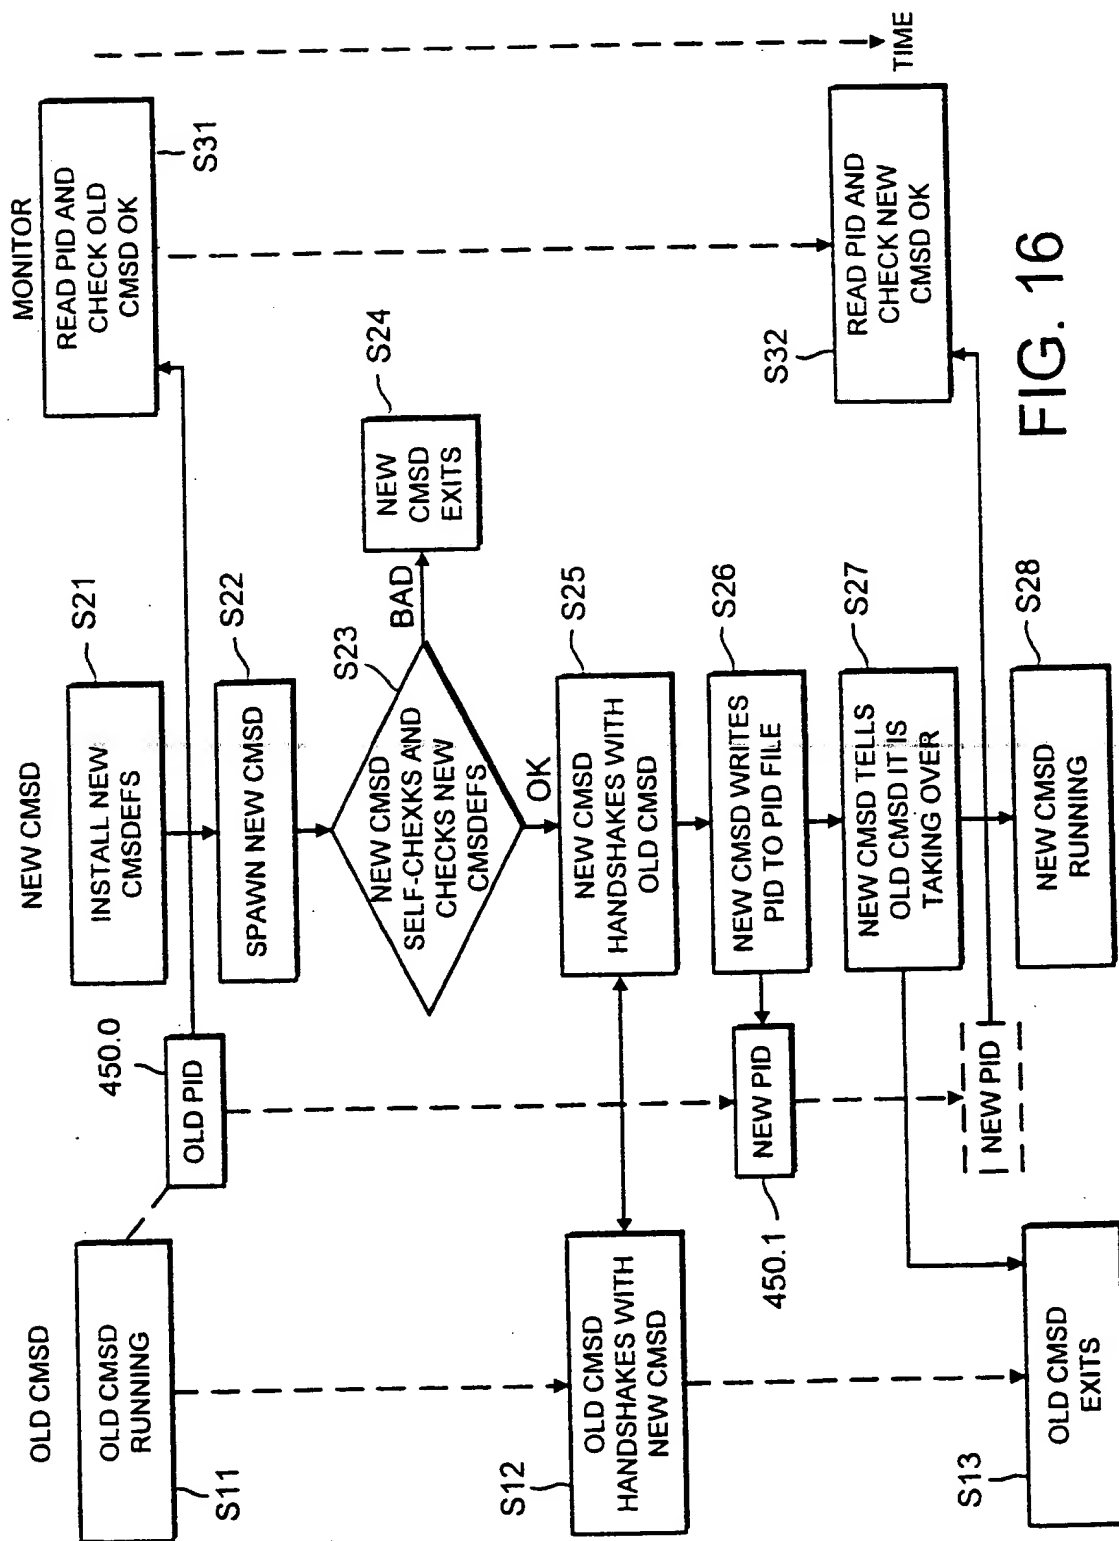 OLD CMSD
OLD CMSD
RUNNING
S11
OLD CMSD
HANDSHAKES WITH
NEW CMSD
S12
OLD CMSD
EXITS
S13
450.0
OLD PID
NEW PID
450.1
NEW PID
NEW CMSD
INSTALL NEW
CMSDEFS
S21
SPAWN NEW CMSD
S22
NEW CMSD
SELF-CHEXKS AND
CHECKS NEW
CMSDEFS
S23
BAD
OK
NEW
CMSD
EXITS
S24
NEW CMSD
HANDSHAKES WITH
OLD CMSD
S25
NEW CMSD WRITES
PID TO PID FILE
S26
NEW CMSD TELLS
OLD CMSD IT IS
TAKING OVER
S27
NEW CMSD
RUNNING
S28
MONITOR
READ PID AND
CHECK OLD
CMSD OK
S31
READ PID AND
CHECK NEW
CMSD OK
S32
TIME
FIG. 16